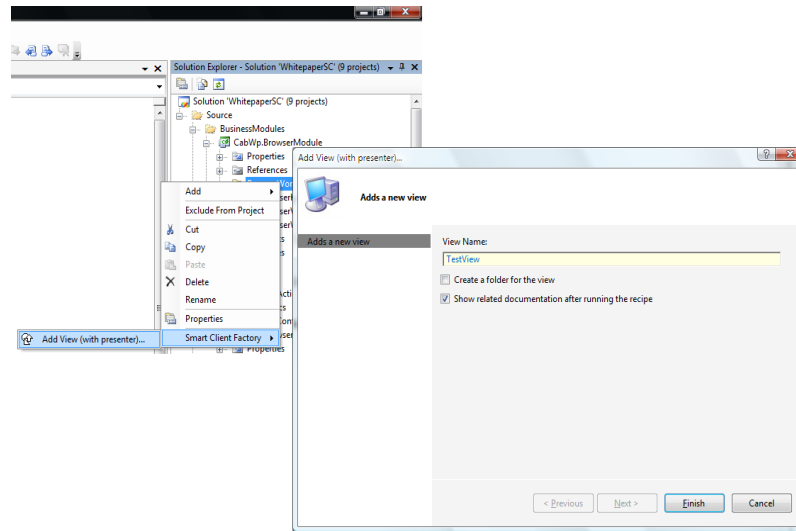 Solution Explorer - Solution 'WhitepaperSC' (9 projects)
Solution 'WhitepaperSC' (9 projects)
Source
BusinessModules
CabWp.BrowserModule
Properties
References
Add
Exclude From Project
Cut
Copy
Paste
Delete
Rename
Properties
Smart Client Factory
Add View (with presenter)...
Properties
Add View (with presenter)...
Adds a new view
Adds a new view
View Name:
TestView
Create a folder for the view
Show related documentation after running the recipe
< Previous
Next >
Finish
Cancel